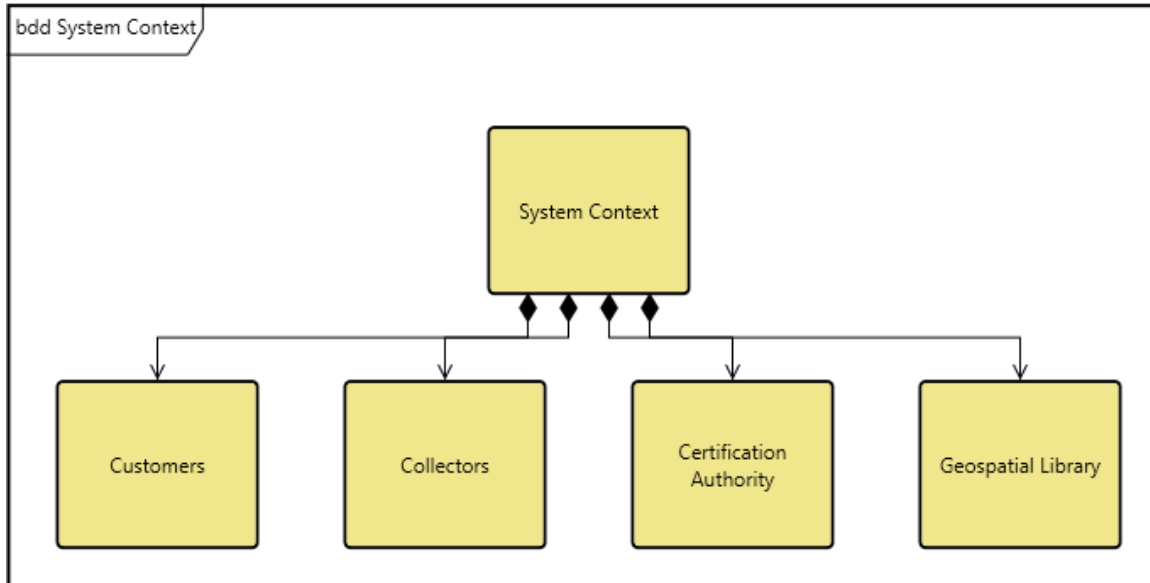 bdd System Context
System Context
Customers
Collectors
Certification
Authority
Geospatial Library